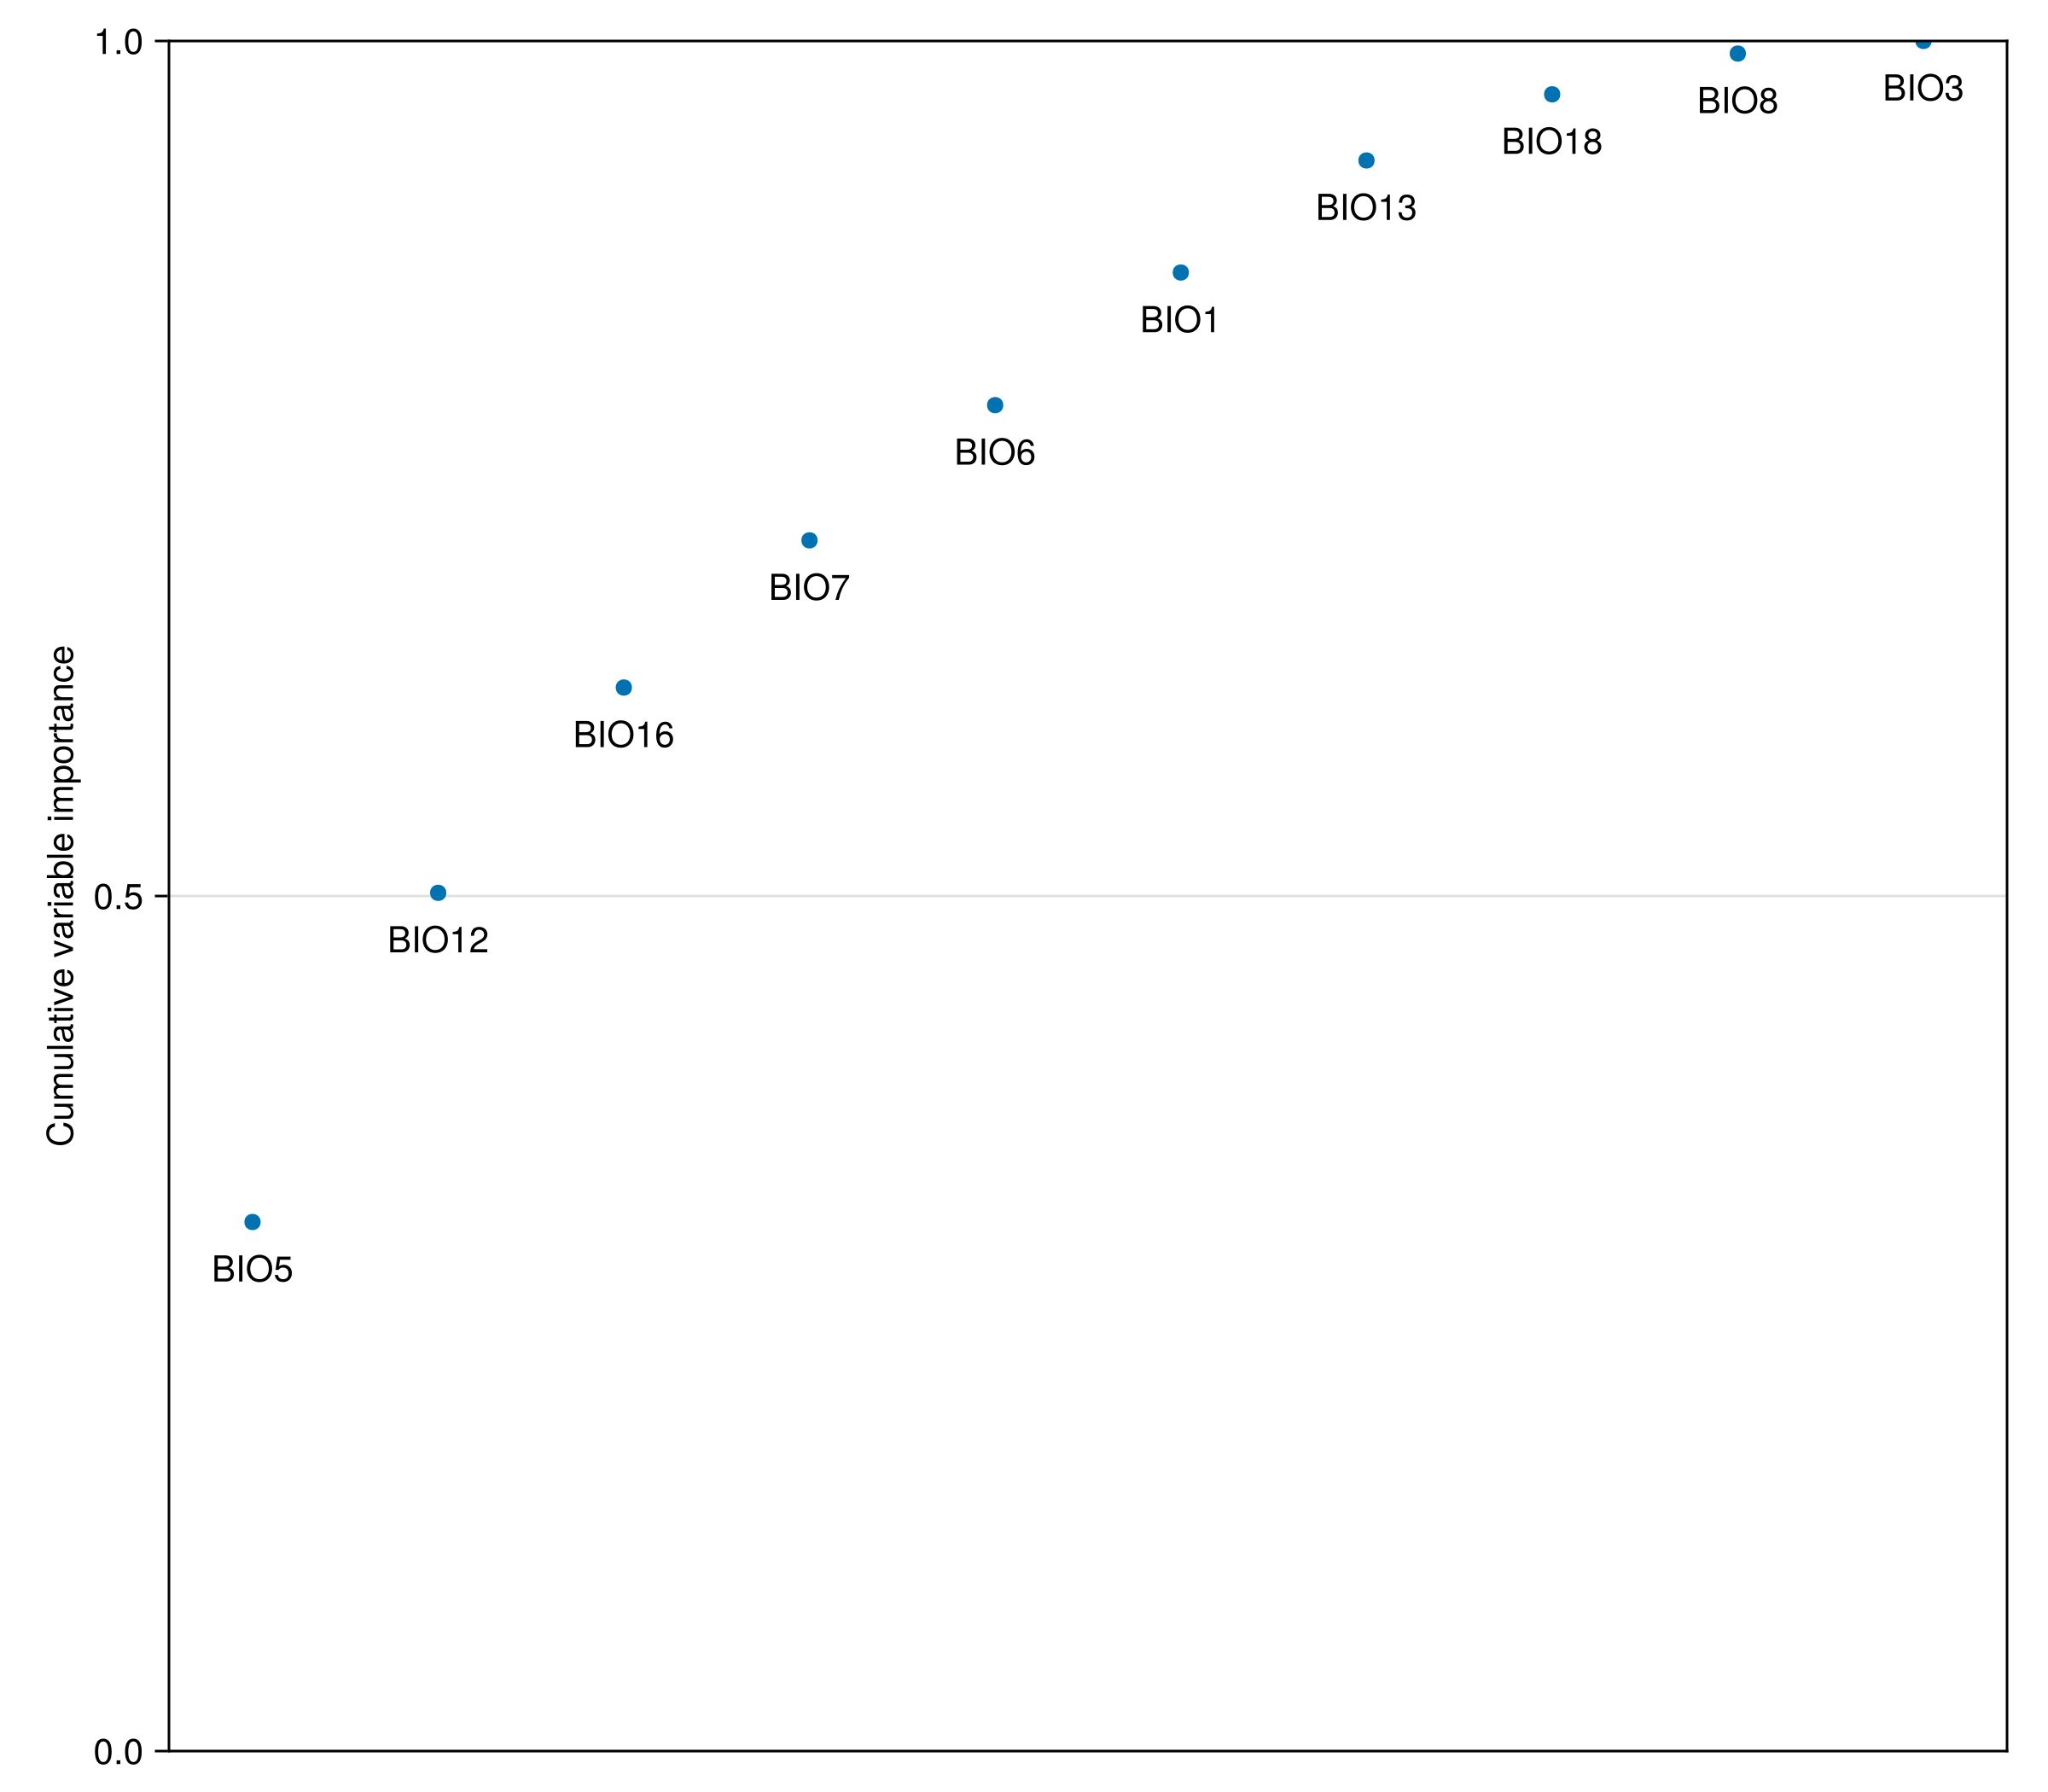 1.0
BIO3
BIO8
BIO18
BIO13
BIO1
BIO6
BIO7
BIO16
Cumulative variable importance
0.5
BIO12
BIO5
0.0